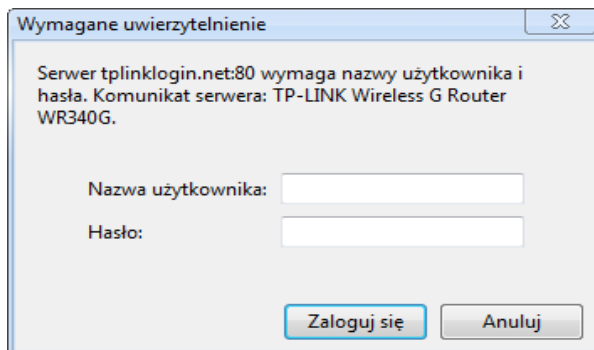 Wymagane uwierzytelnienie
Serwer tplinklogin.net:80 wymaga nazwy użytkownika i
hasła. Komunikat serwera: TP-LINK Wireless G Router
WR340G.
Nazwa użytkownika:
Hasło:
Zaloguj się Anuluj